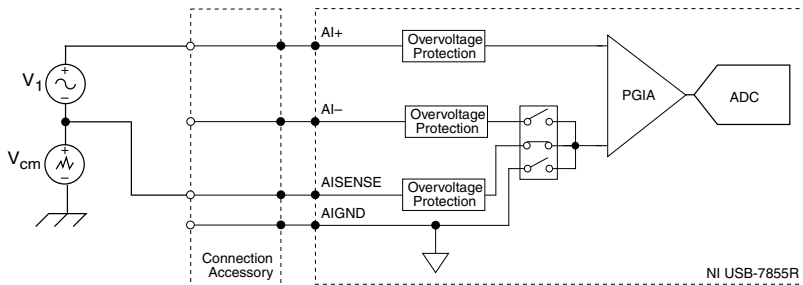 AI+
Overvoltage
Protection
V1
+
−
PGIA
ADC
AI−
Overvoltage
Protection
Vcm
+
−
AISENSE
Overvoltage
Protection
AIGND
Connection
Accessory
NI USB-7855R